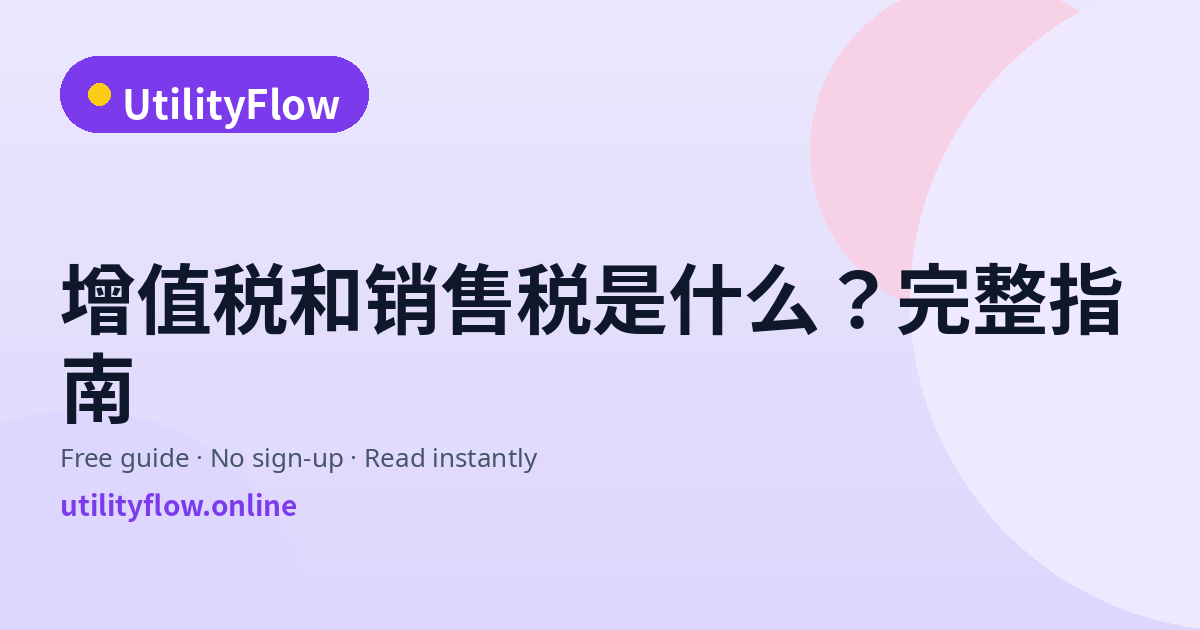 UtilityFlow
增值税和销售税是什么？完整指
南
Free guide · No sign-up · Read instantly
utilityflow.online